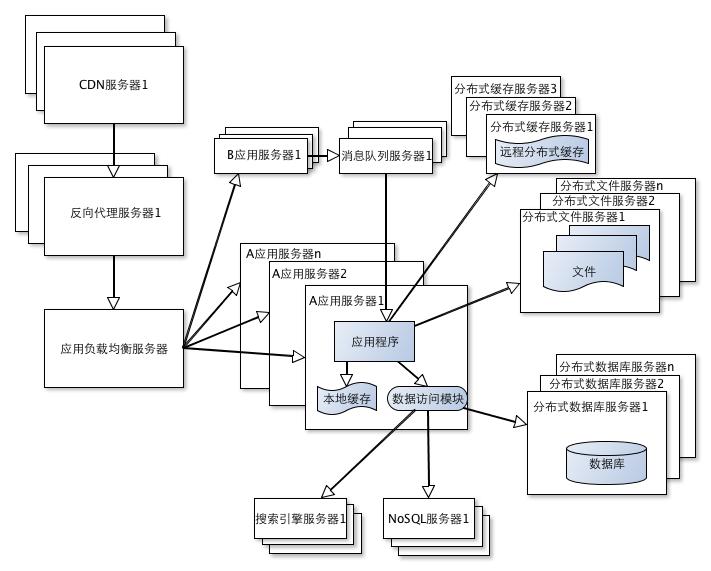 CDN服务器1
反向代理服务器1
应用负载均衡服务器
B应用服务器1
消息队列服务器1
分布式缓存服务器3
分布式缓存服务器2
分布式缓存服务器1
远程分布式缓存
分布式文件服务器n
分布式文件服务器2
分布式文件服务器1
文件
A应用服务器n
A应用服务器2
A应用服务器1
应用程序
本地缓存
数据访问模块
分布式数据库服务器n
分布式数据库服务器2
分布式数据库服务器1
数据库
搜索引擎服务器1
NoSQL服务器1